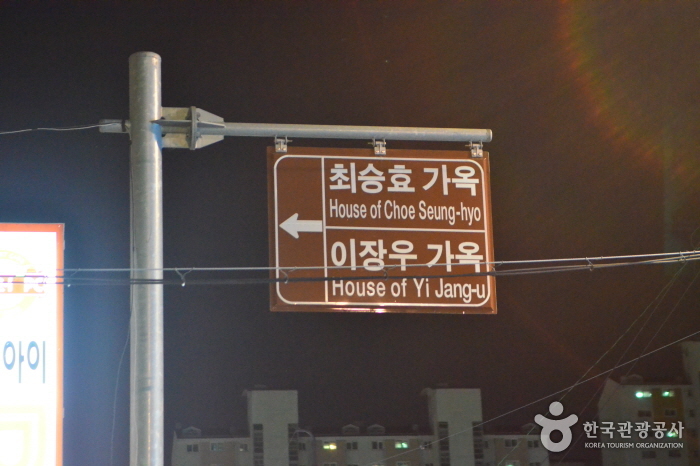 최승효 가옥
House of Choe Seung-hyo
이장우 가옥
House of Yi Jang-u
아이
한국관광공사
KOREA TOURISM ORGANIZATION